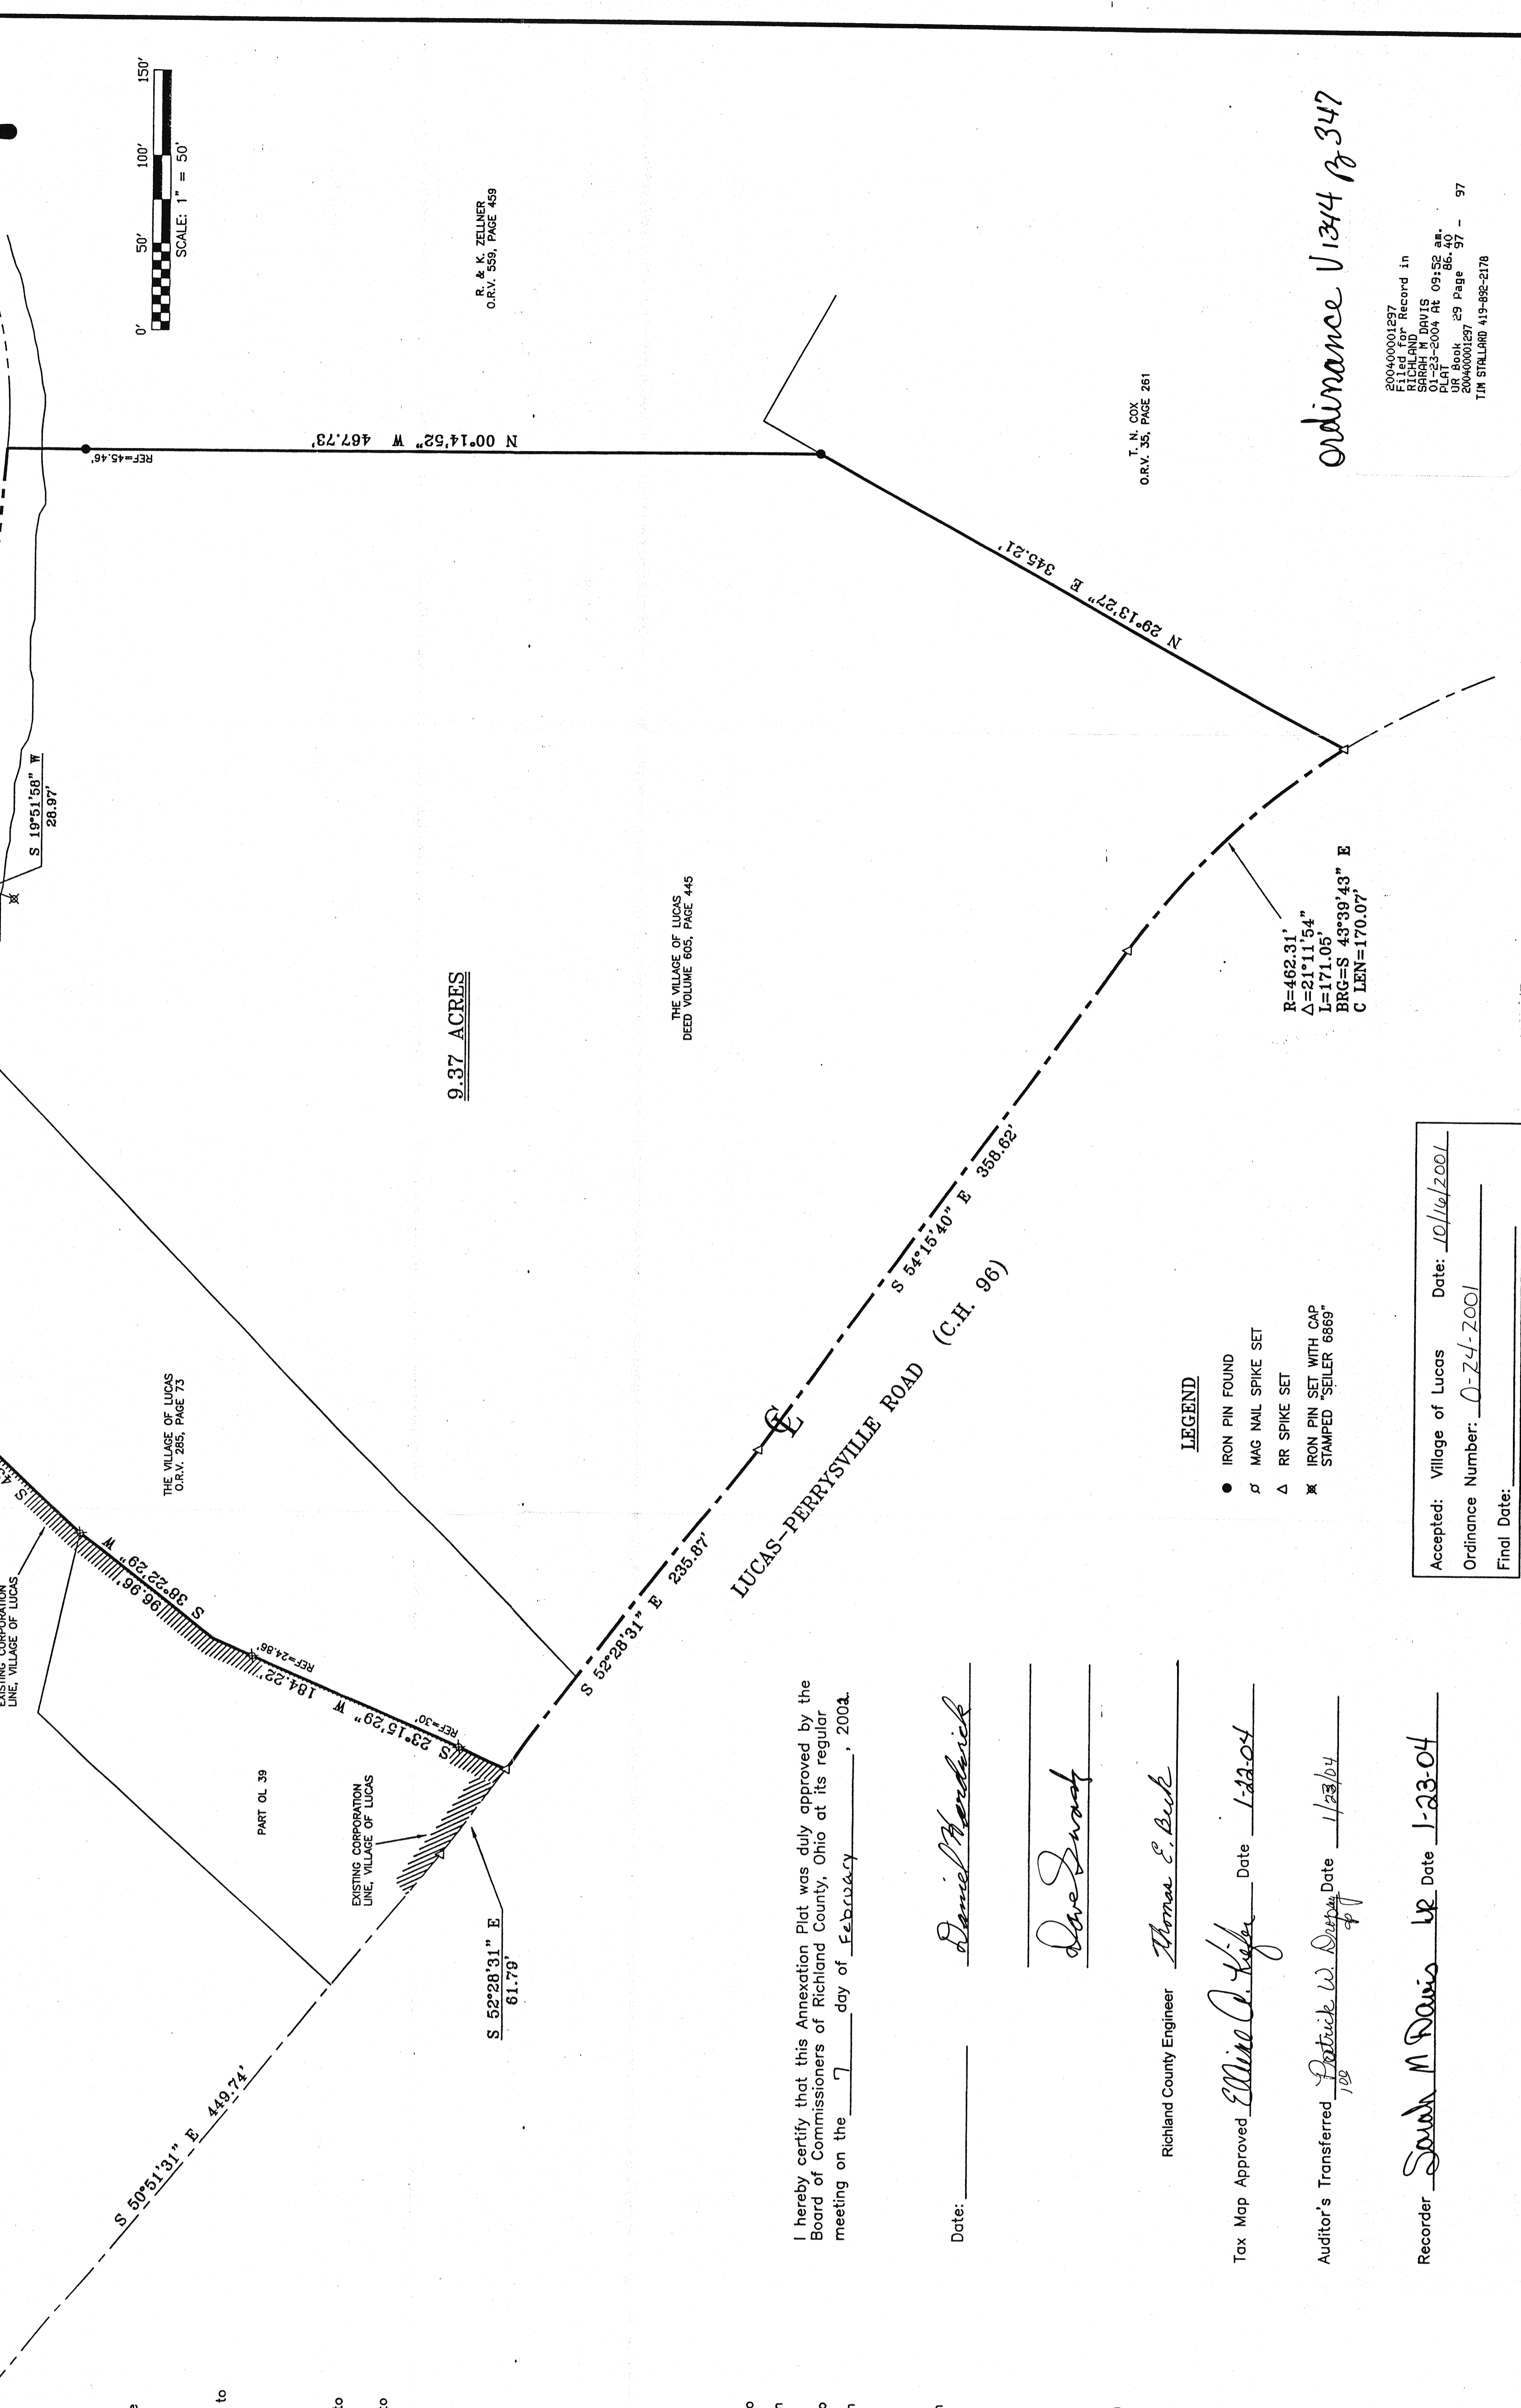 0' 50' 100' 150'
SCALE: 1" = 50'
R. & K. ZELLNER
O.R.V. 559, PAGE 459
N 00°14'52" W 467.73'
REF=45.46'
S 19°51'58" W
28.97'
T. N. COX
O.R.V. 35, PAGE 261
N 29°13'27" E 345.21'
Ordinance V 1344 P 347
200400001297
Filed for Record in
RICHLAND
SARAH M DAVIS
01-23-2004 At 09:52 am.
PLAT 86.40
UR Book 29 Page 97 - 97
200400001297
TIM STALLARD 419-892-2178
9.37 ACRES
THE VILLAGE OF LUCAS
DEED VOLUME 605, PAGE 445
R=462.31'
Δ=21°11'54"
L=171.05'
BRG=S 43°39'43" E
C LEN=170.07'
S 54°15'40" E 358.62'
CL
LUCAS-PERRYSVILLE ROAD (C.H. 96)
S 52°28'31" E 235.87'
THE VILLAGE OF LUCAS
O.R.V. 285, PAGE 73
EXISTING CORPORATION
LINE, VILLAGE OF LUCAS
S 38°22'29" W
96.96'
S 23°15'29" W 184.22'
REF=24.86'
REF=30'
PART OL 39
EXISTING CORPORATION
LINE, VILLAGE OF LUCAS
S 52°28'31" E
61.79'
S 50°51'31" E 449.74'
LEGEND
IRON PIN FOUND
MAG NAIL SPIKE SET
RR SPIKE SET
IRON PIN SET WITH CAP
STAMPED "SEILER 6869"
Accepted: Village of Lucas Date: 10/16/2001
Ordinance Number: O-24-2001
Final Date:
I hereby certify that this Annexation Plat was duly approved by the
Board of Commissioners of Richland County, Ohio at its regular
meeting on the 7 day of February, 2002.
Date:
Daniel Hardwick
Dave Swank
Richland County Engineer Thomas E. Beck
Tax Map Approved Elaine A. Kiefer Date 1-22-04
Auditor's Transferred Patrick W. Dropsey Date 1/23/04
Recorder Sarah M Davis Date 1-23-04